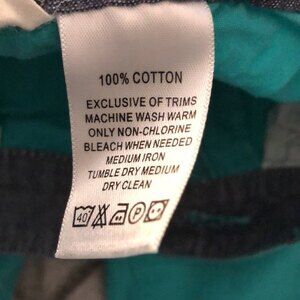 100% COTTON
EXCLUSIVE OF TRIMS
MACHINE WASH WARM
ONLY NON-CHLORINE
BLEACH WHEN NEEDED
MEDIUM IRON
TUMBLE DRY MEDIUM
DRY CLEAN
40 P